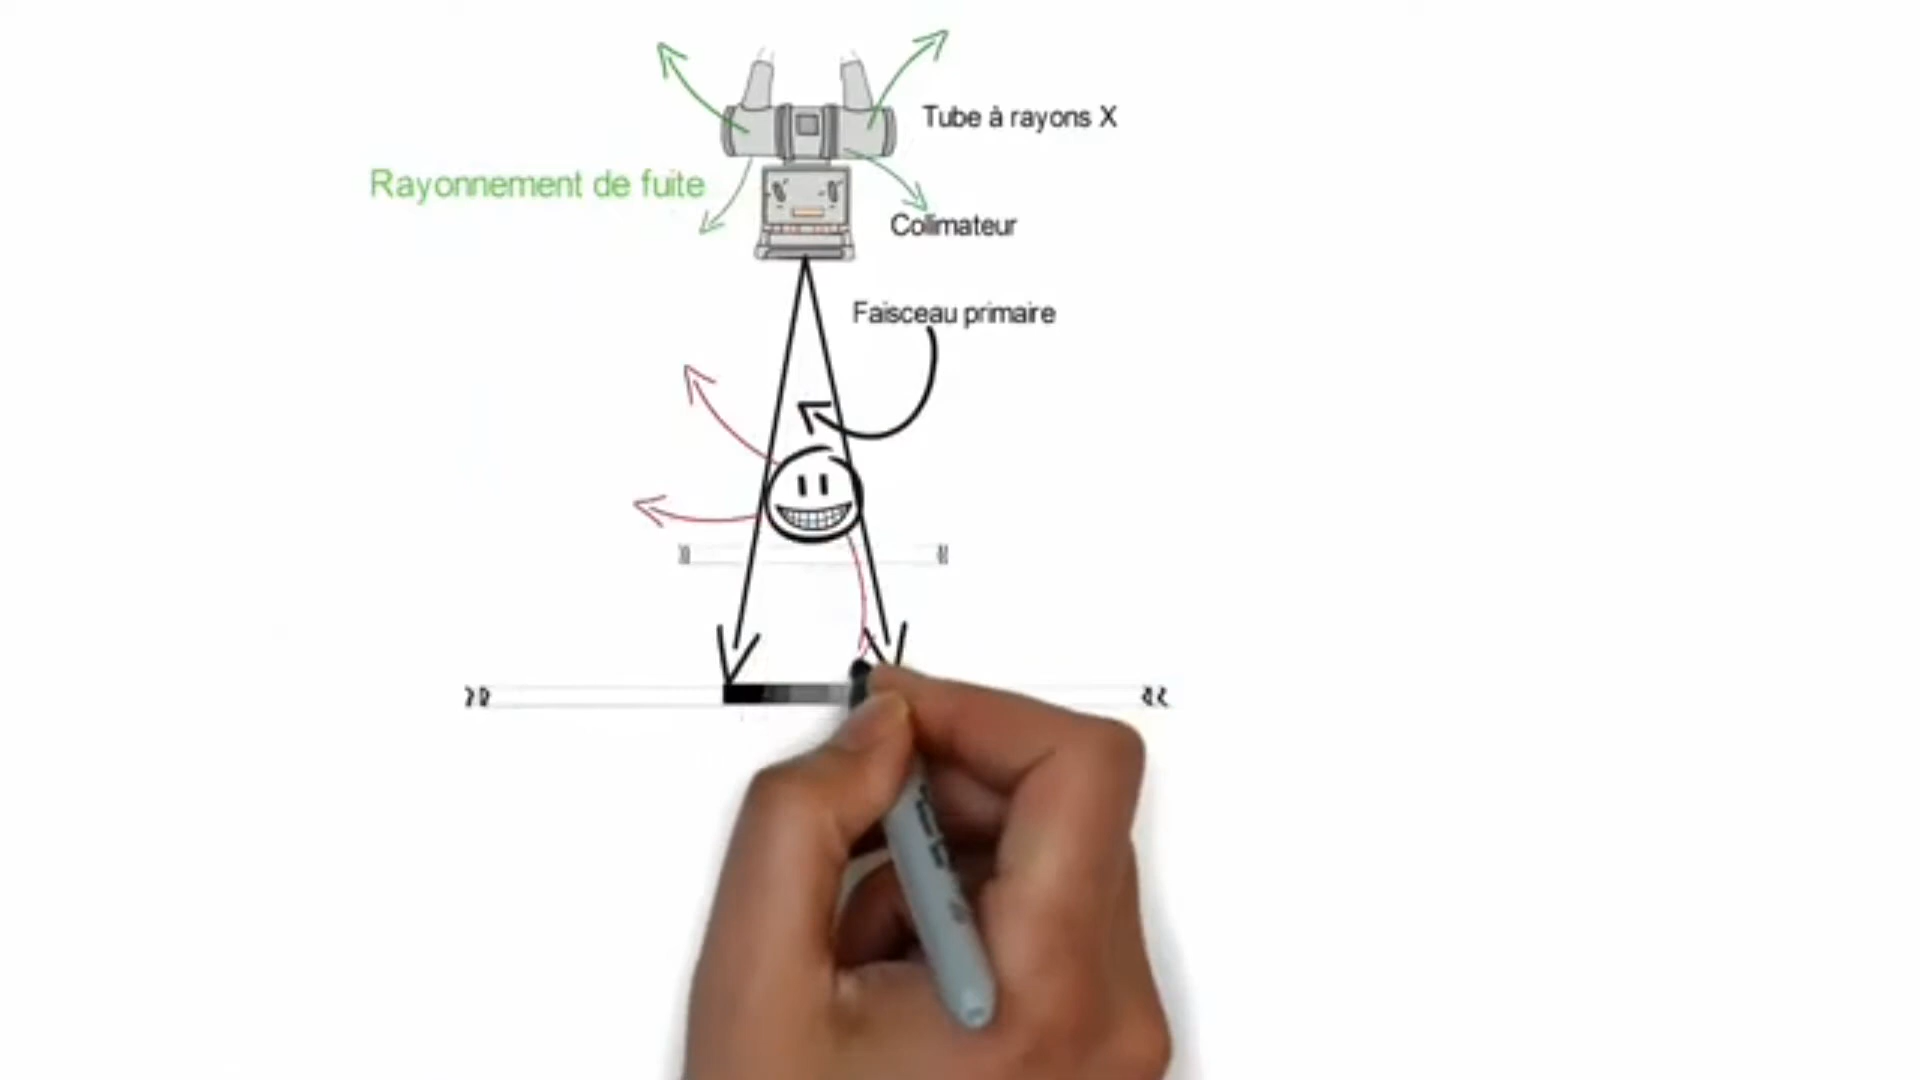 Tube à rayons X
Rayonnement de fuite
Collimateur
Faisceau primaire